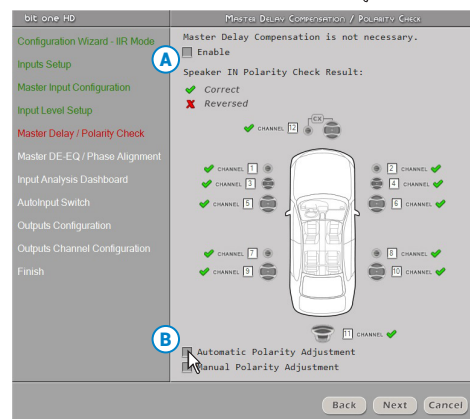 bit one HD
Master Delay Compensation / Polarity Check
Configuration Wizard - IIR Mode
Inputs Setup
Master Input Configuration
Input Level Setup
Master Delay / Polarity Check
Master DE-EQ / Phase Alignment
Input Analysis Dashboard
AutoInput Switch
Outputs Configuration
Outputs Channel Configuration
Finish
Master Delay Compensation is not necessary.
A
Enable
Speaker IN Polarity Check Result:
Correct
Reversed
CHANNEL 12 CX
CHANNEL 1
2 CHANNEL
CHANNEL 3
4 CHANNEL
CHANNEL 5
6 CHANNEL
CHANNEL 7
8 CHANNEL
CHANNEL 9
10 CHANNEL
11 CHANNEL
B
Automatic Polarity Adjustment
Manual Polarity Adjustment
Back Next Cancel